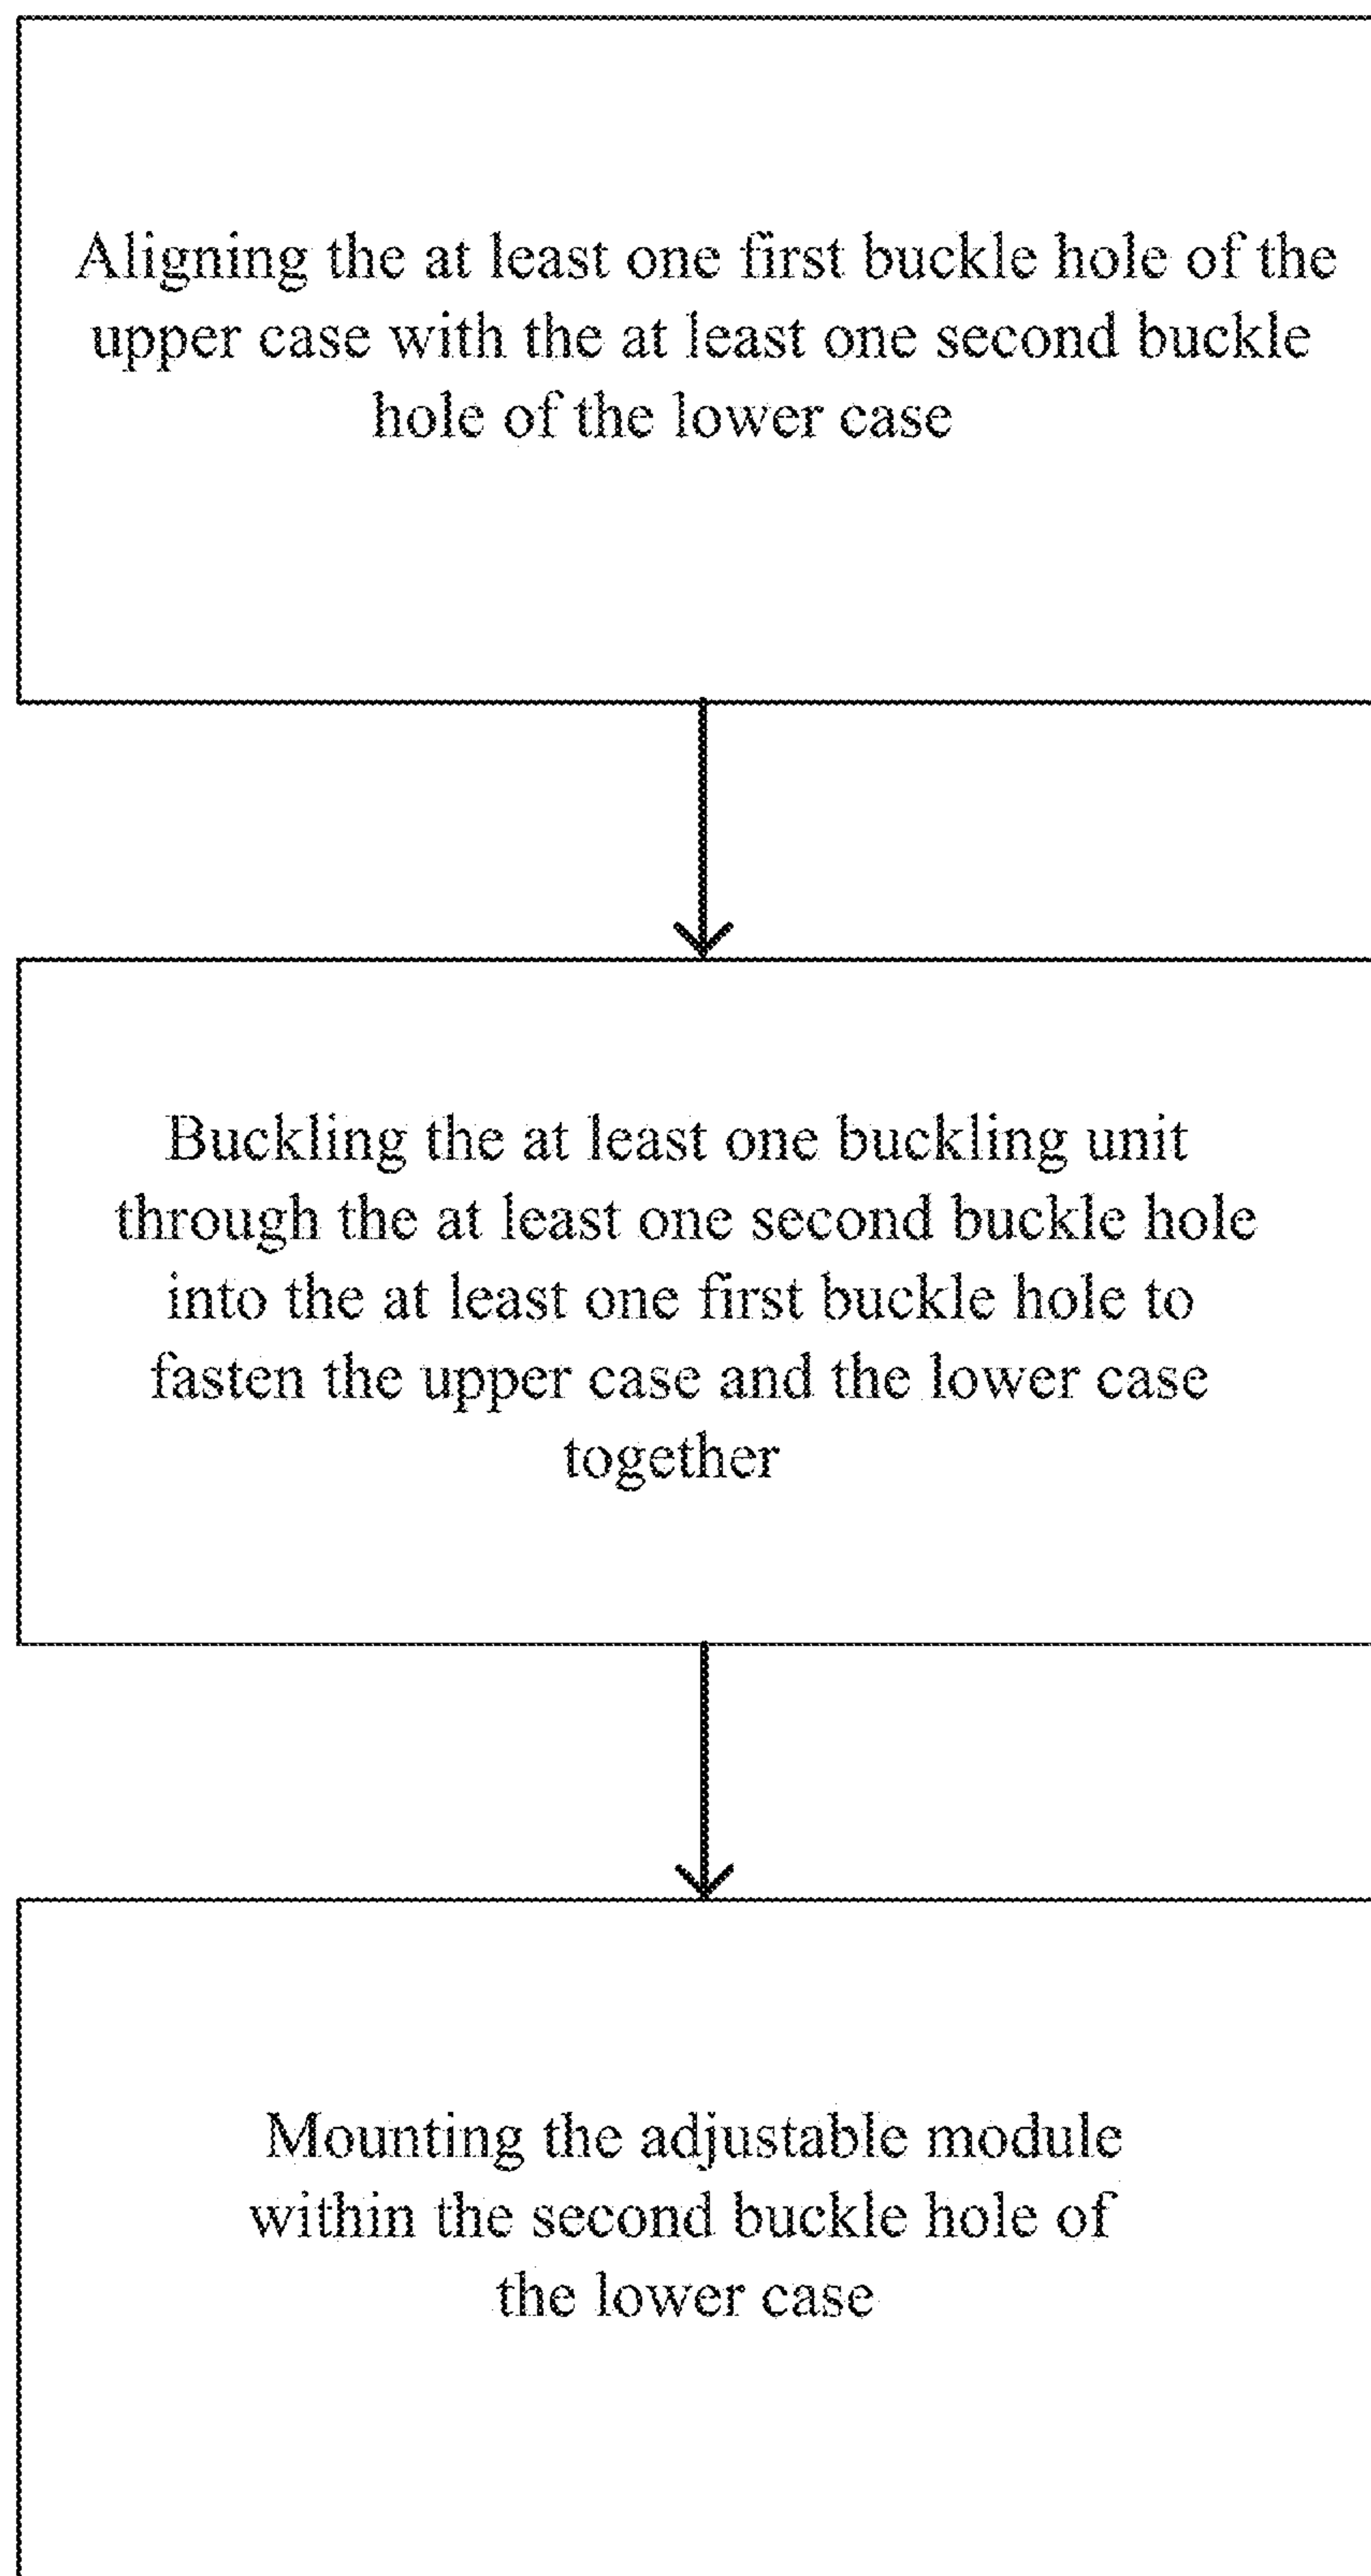 Aligning the at least one first buckle hole of the
upper case with the at least one second buckle
hole of the lower case
Buckling the at least one buckling unit
through the at least one second buckle hole
into the at least one first buckle hole to
fasten the upper case and the lower case
together
Mounting the adjustable module
within the second buckle hole of
the lower case